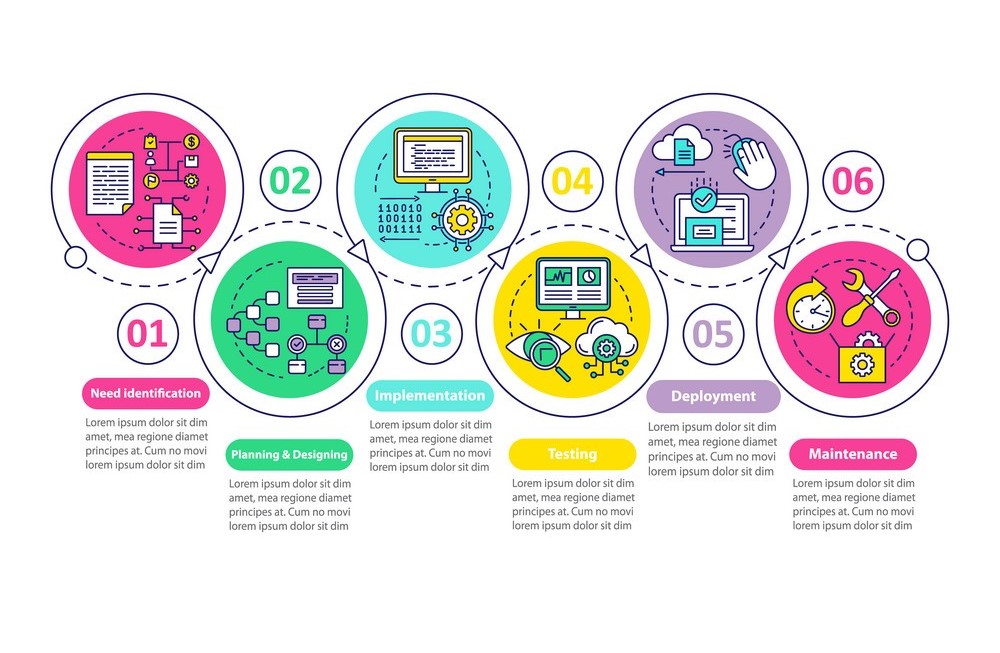 01
Need identification
Lorem ipsum dolor sit dim
amet, mea regione diamet
principes at. Cum no movi
lorem ipsum dolor sit dim
02
Planning & Designing
Lorem ipsum dolor sit dim
amet, mea regione diamet
principes at. Cum no movi
lorem ipsum dolor sit dim
110010
100110
001111
03
Implementation
Lorem ipsum dolor sit dim
amet, mea regione diamet
principes at. Cum no movi
lorem ipsum dolor sit dim
04
Testing
Lorem ipsum dolor sit dim
amet, mea regione diamet
principes at. Cum no movi
lorem ipsum dolor sit dim
05
Deployment
Lorem ipsum dolor sit dim
amet, mea regione diamet
principes at. Cum no movi
lorem ipsum dolor sit dim
06
Maintenance
Lorem ipsum dolor sit dim
amet, mea regione diamet
principes at. Cum no movi
lorem ipsum dolor sit dim